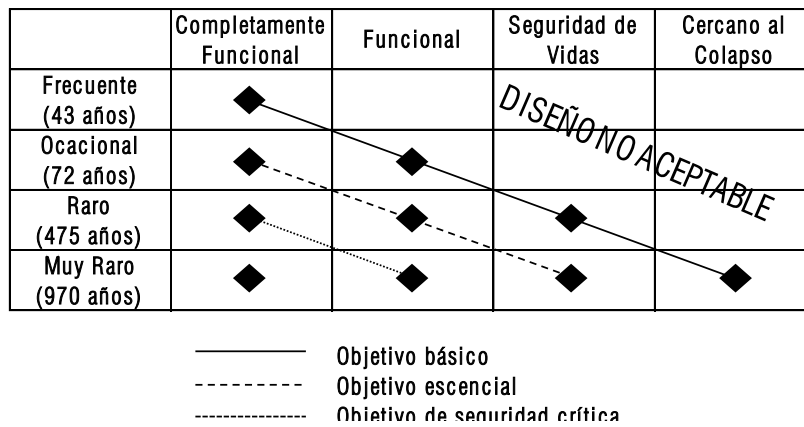 Completamente Funcional
Funcional
Seguridad de Vidas
Cercano al Colapso
Frecuente
(43 años)
DISEÑO NO ACEPTABLE
Ocacional
(72 años)
Raro
(475 años)
Muy Raro
(970 años)
Objetivo básico
Objetivo escencial
Objetivo de seguridad crítica